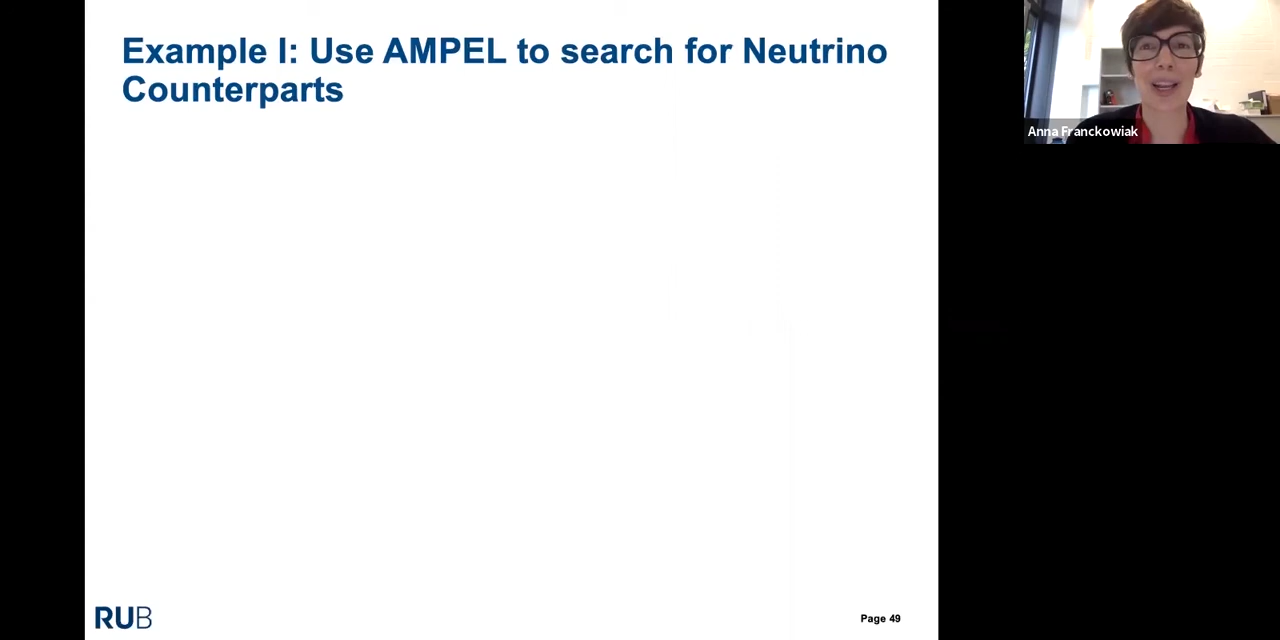 Example I: Use AMPEL to search for Neutrino
Counterparts
Anna Franckowiak
RUB
Page 49